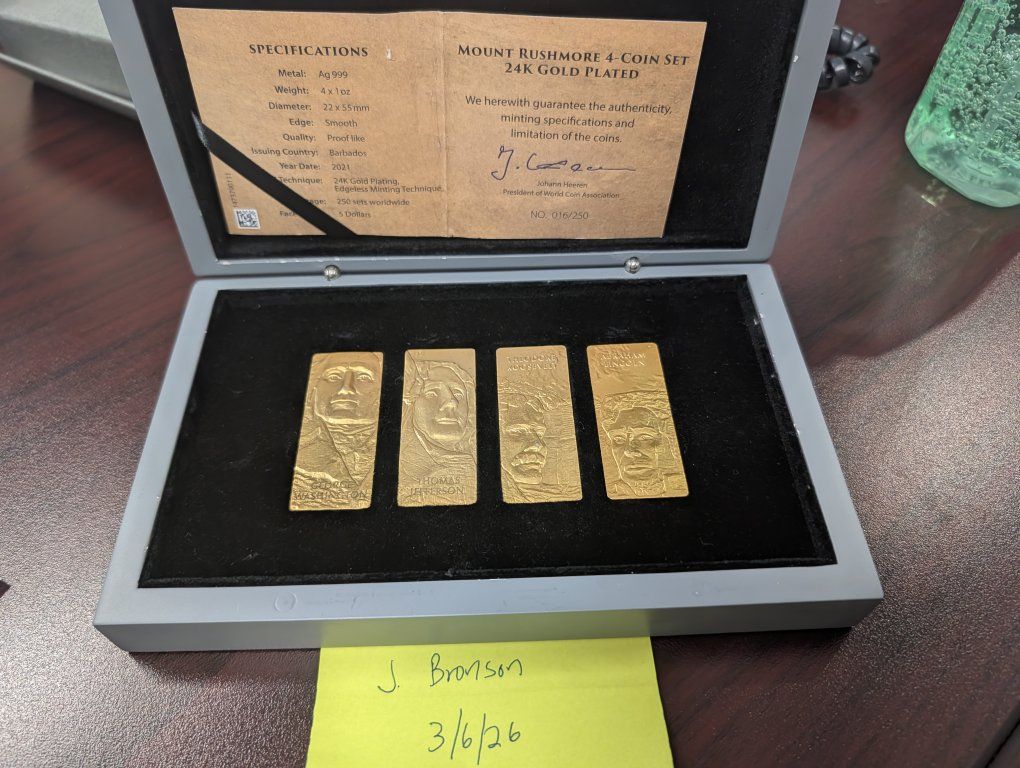 SPECIFICATIONS
Metal: Ag 999
Weight: 4 x 1 oz
Diameter: 22 x 55 mm
Edge: Smooth
Quality: Proof like
Issuing Country: Barbados
Year Date: 2021
Technique: 24K Gold Plating,
Edgeless Minting Technique
250 sets worldwide
5 Dollars
MOUNT RUSHMORE 4-COIN SET
24K GOLD PLATED
We herewith guarantee the authenticity,
minting specifications and
limitation of the coins.
Johann Heeren
President of World Coin Association
NO. 016/250
WASHINGTON
THOMAS
JEFFERSON
THEODORE
ROOSEVELT
ABRAHAM
LINCOLN
J. Bronson
3/6/26